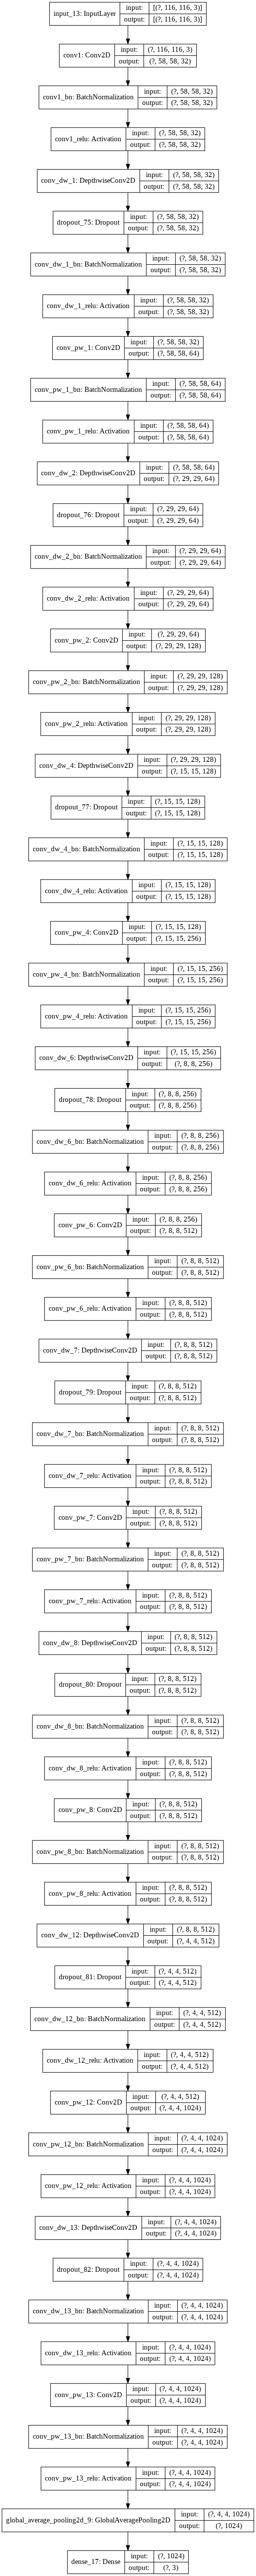 input_13: InputLayer input: [(?, 116, 116, 3)]
output: [(?, 116, 116, 3)]
conv1: Conv2D input: (?, 116, 116, 3)
output: (?, 58, 58, 32)
conv1_bn: BatchNormalization input: (?, 58, 58, 32)
output: (?, 58, 58, 32)
conv1_relu: Activation input: (?, 58, 58, 32)
output: (?, 58, 58, 32)
conv_dw_1: DepthwiseConv2D input: (?, 58, 58, 32)
output: (?, 58, 58, 32)
dropout_75: Dropout input: (?, 58, 58, 32)
output: (?, 58, 58, 32)
conv_dw_1_bn: BatchNormalization input: (?, 58, 58, 32)
output: (?, 58, 58, 32)
conv_dw_1_relu: Activation input: (?, 58, 58, 32)
output: (?, 58, 58, 32)
conv_pw_1: Conv2D input: (?, 58, 58, 32)
output: (?, 58, 58, 64)
conv_pw_1_bn: BatchNormalization input: (?, 58, 58, 64)
output: (?, 58, 58, 64)
conv_pw_1_relu: Activation input: (?, 58, 58, 64)
output: (?, 58, 58, 64)
conv_dw_2: DepthwiseConv2D input: (?, 58, 58, 64)
output: (?, 29, 29, 64)
dropout_76: Dropout input: (?, 29, 29, 64)
output: (?, 29, 29, 64)
conv_dw_2_bn: BatchNormalization input: (?, 29, 29, 64)
output: (?, 29, 29, 64)
conv_dw_2_relu: Activation input: (?, 29, 29, 64)
output: (?, 29, 29, 64)
conv_pw_2: Conv2D input: (?, 29, 29, 64)
output: (?, 29, 29, 128)
conv_pw_2_bn: BatchNormalization input: (?, 29, 29, 128)
output: (?, 29, 29, 128)
conv_pw_2_relu: Activation input: (?, 29, 29, 128)
output: (?, 29, 29, 128)
conv_dw_4: DepthwiseConv2D input: (?, 29, 29, 128)
output: (?, 15, 15, 128)
dropout_77: Dropout input: (?, 15, 15, 128)
output: (?, 15, 15, 128)
conv_dw_4_bn: BatchNormalization input: (?, 15, 15, 128)
output: (?, 15, 15, 128)
conv_dw_4_relu: Activation input: (?, 15, 15, 128)
output: (?, 15, 15, 128)
conv_pw_4: Conv2D input: (?, 15, 15, 128)
output: (?, 15, 15, 256)
conv_pw_4_bn: BatchNormalization input: (?, 15, 15, 256)
output: (?, 15, 15, 256)
conv_pw_4_relu: Activation input: (?, 15, 15, 256)
output: (?, 15, 15, 256)
conv_dw_6: DepthwiseConv2D input: (?, 15, 15, 256)
output: (?, 8, 8, 256)
dropout_78: Dropout input: (?, 8, 8, 256)
output: (?, 8, 8, 256)
conv_dw_6_bn: BatchNormalization input: (?, 8, 8, 256)
output: (?, 8, 8, 256)
conv_dw_6_relu: Activation input: (?, 8, 8, 256)
output: (?, 8, 8, 256)
conv_pw_6: Conv2D input: (?, 8, 8, 256)
output: (?, 8, 8, 512)
conv_pw_6_bn: BatchNormalization input: (?, 8, 8, 512)
output: (?, 8, 8, 512)
conv_pw_6_relu: Activation input: (?, 8, 8, 512)
output: (?, 8, 8, 512)
conv_dw_7: DepthwiseConv2D input: (?, 8, 8, 512)
output: (?, 8, 8, 512)
dropout_79: Dropout input: (?, 8, 8, 512)
output: (?, 8, 8, 512)
conv_dw_7_bn: BatchNormalization input: (?, 8, 8, 512)
output: (?, 8, 8, 512)
conv_dw_7_relu: Activation input: (?, 8, 8, 512)
output: (?, 8, 8, 512)
conv_pw_7: Conv2D input: (?, 8, 8, 512)
output: (?, 8, 8, 512)
conv_pw_7_bn: BatchNormalization input: (?, 8, 8, 512)
output: (?, 8, 8, 512)
conv_pw_7_relu: Activation input: (?, 8, 8, 512)
output: (?, 8, 8, 512)
conv_dw_8: DepthwiseConv2D input: (?, 8, 8, 512)
output: (?, 8, 8, 512)
dropout_80: Dropout input: (?, 8, 8, 512)
output: (?, 8, 8, 512)
conv_dw_8_bn: BatchNormalization input: (?, 8, 8, 512)
output: (?, 8, 8, 512)
conv_dw_8_relu: Activation input: (?, 8, 8, 512)
output: (?, 8, 8, 512)
conv_pw_8: Conv2D input: (?, 8, 8, 512)
output: (?, 8, 8, 512)
conv_pw_8_bn: BatchNormalization input: (?, 8, 8, 512)
output: (?, 8, 8, 512)
conv_pw_8_relu: Activation input: (?, 8, 8, 512)
output: (?, 8, 8, 512)
conv_dw_12: DepthwiseConv2D input: (?, 8, 8, 512)
output: (?, 4, 4, 512)
dropout_81: Dropout input: (?, 4, 4, 512)
output: (?, 4, 4, 512)
conv_dw_12_bn: BatchNormalization input: (?, 4, 4, 512)
output: (?, 4, 4, 512)
conv_dw_12_relu: Activation input: (?, 4, 4, 512)
output: (?, 4, 4, 512)
conv_pw_12: Conv2D input: (?, 4, 4, 512)
output: (?, 4, 4, 1024)
conv_pw_12_bn: BatchNormalization input: (?, 4, 4, 1024)
output: (?, 4, 4, 1024)
conv_pw_12_relu: Activation input: (?, 4, 4, 1024)
output: (?, 4, 4, 1024)
conv_dw_13: DepthwiseConv2D input: (?, 4, 4, 1024)
output: (?, 4, 4, 1024)
dropout_82: Dropout input: (?, 4, 4, 1024)
output: (?, 4, 4, 1024)
conv_dw_13_bn: BatchNormalization input: (?, 4, 4, 1024)
output: (?, 4, 4, 1024)
conv_dw_13_relu: Activation input: (?, 4, 4, 1024)
output: (?, 4, 4, 1024)
conv_pw_13: Conv2D input: (?, 4, 4, 1024)
output: (?, 4, 4, 1024)
conv_pw_13_bn: BatchNormalization input: (?, 4, 4, 1024)
output: (?, 4, 4, 1024)
conv_pw_13_relu: Activation input: (?, 4, 4, 1024)
output: (?, 4, 4, 1024)
global_average_pooling2d_9: GlobalAveragePooling2D input: (?, 4, 4, 1024)
output: (?, 1024)
dense_17: Dense input: (?, 1024)
output: (?, 3)